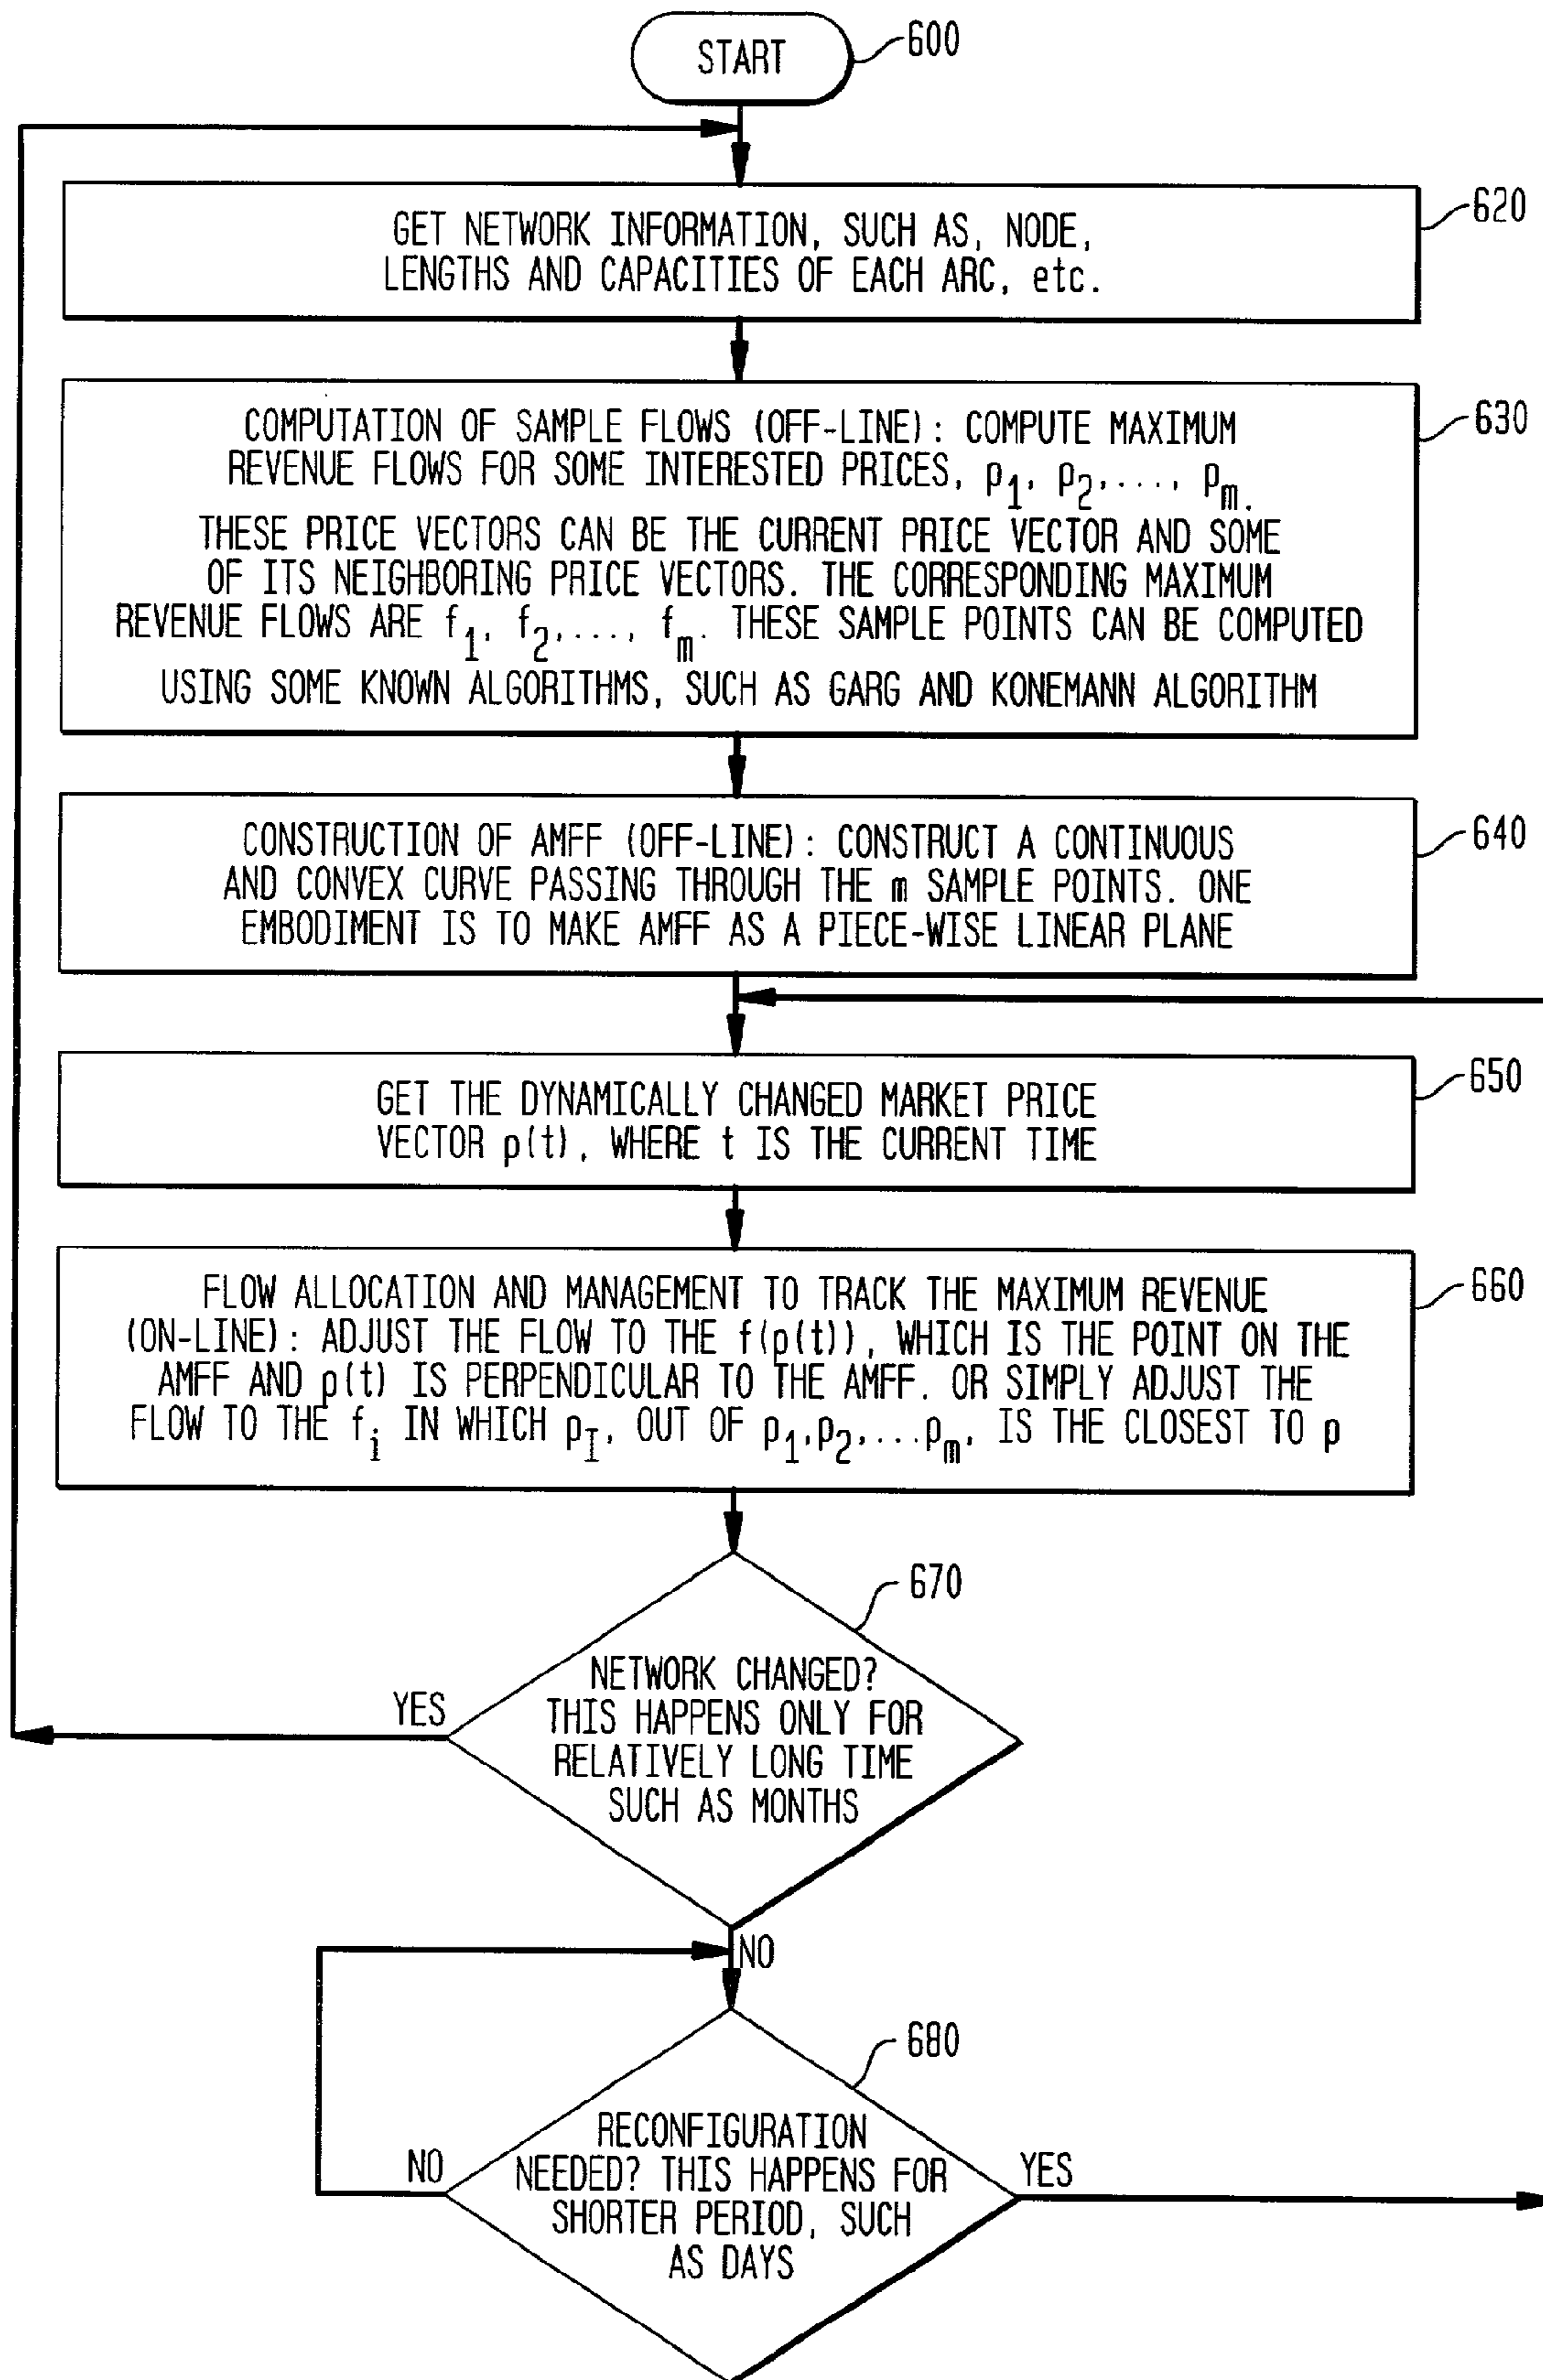 START
600
620
GET NETWORK INFORMATION, SUCH AS, NODE,
LENGTHS AND CAPACITIES OF EACH ARC, etc.
630
COMPUTATION OF SAMPLE FLOWS (OFF-LINE): COMPUTE MAXIMUM
REVENUE FLOWS FOR SOME INTERESTED PRICES, p₁, p₂,...., pₘ.
THESE PRICE VECTORS CAN BE THE CURRENT PRICE VECTOR AND SOME
OF ITS NEIGHBORING PRICE VECTORS. THE CORRESPONDING MAXIMUM
REVENUE FLOWS ARE f₁, f₂,...., fₘ. THESE SAMPLE POINTS CAN BE COMPUTED
USING SOME KNOWN ALGORITHMS, SUCH AS GARG AND KONEMANN ALGORITHM
640
CONSTRUCTION OF AMFF (OFF-LINE): CONSTRUCT A CONTINUOUS
AND CONVEX CURVE PASSING THROUGH THE m SAMPLE POINTS. ONE
EMBODIMENT IS TO MAKE AMFF AS A PIECE-WISE LINEAR PLANE
650
GET THE DYNAMICALLY CHANGED MARKET PRICE
VECTOR p(t), WHERE t IS THE CURRENT TIME
660
FLOW ALLOCATION AND MANAGEMENT TO TRACK THE MAXIMUM REVENUE
(ON-LINE): ADJUST THE FLOW TO THE f(p(t)), WHICH IS THE POINT ON THE
AMFF AND p(t) IS PERPENDICULAR TO THE AMFF. OR SIMPLY ADJUST THE
FLOW TO THE fᵢ IN WHICH p_I, OUT OF p₁,p₂,...pₘ, IS THE CLOSEST TO p
670
NETWORK CHANGED?
THIS HAPPENS ONLY FOR
RELATIVELY LONG TIME
SUCH AS MONTHS
YES
NO
680
RECONFIGURATION
NEEDED? THIS HAPPENS FOR
SHORTER PERIOD, SUCH
AS DAYS
NO
YES